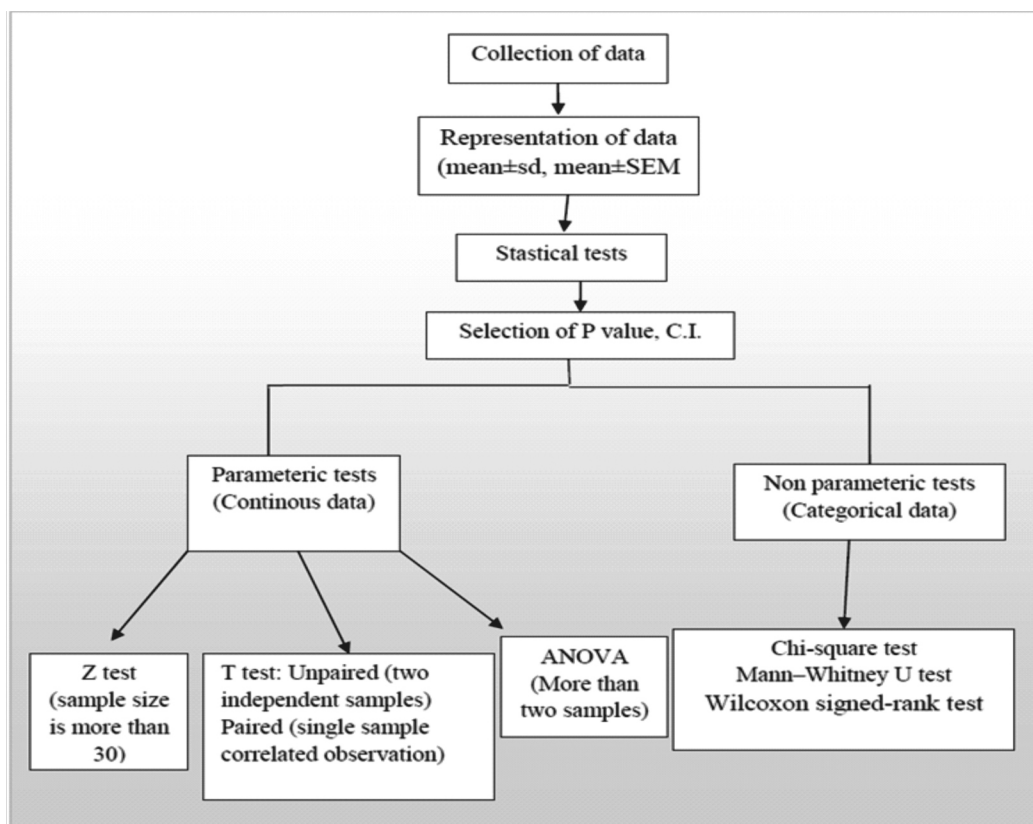 Collection of data
Representation of data
(mean±sd, mean±SEM
Stastical tests
Selection of P value, C.I.
Parameteric tests
(Continous data)
Non parameteric tests
(Categorical data)
Z test
(sample size
is more than
30)
T test: Unpaired (two
independent samples)
Paired (single sample
correlated observation)
ANOVA
(More than
two samples)
Chi-square test
Mann–Whitney U test
Wilcoxon signed-rank test